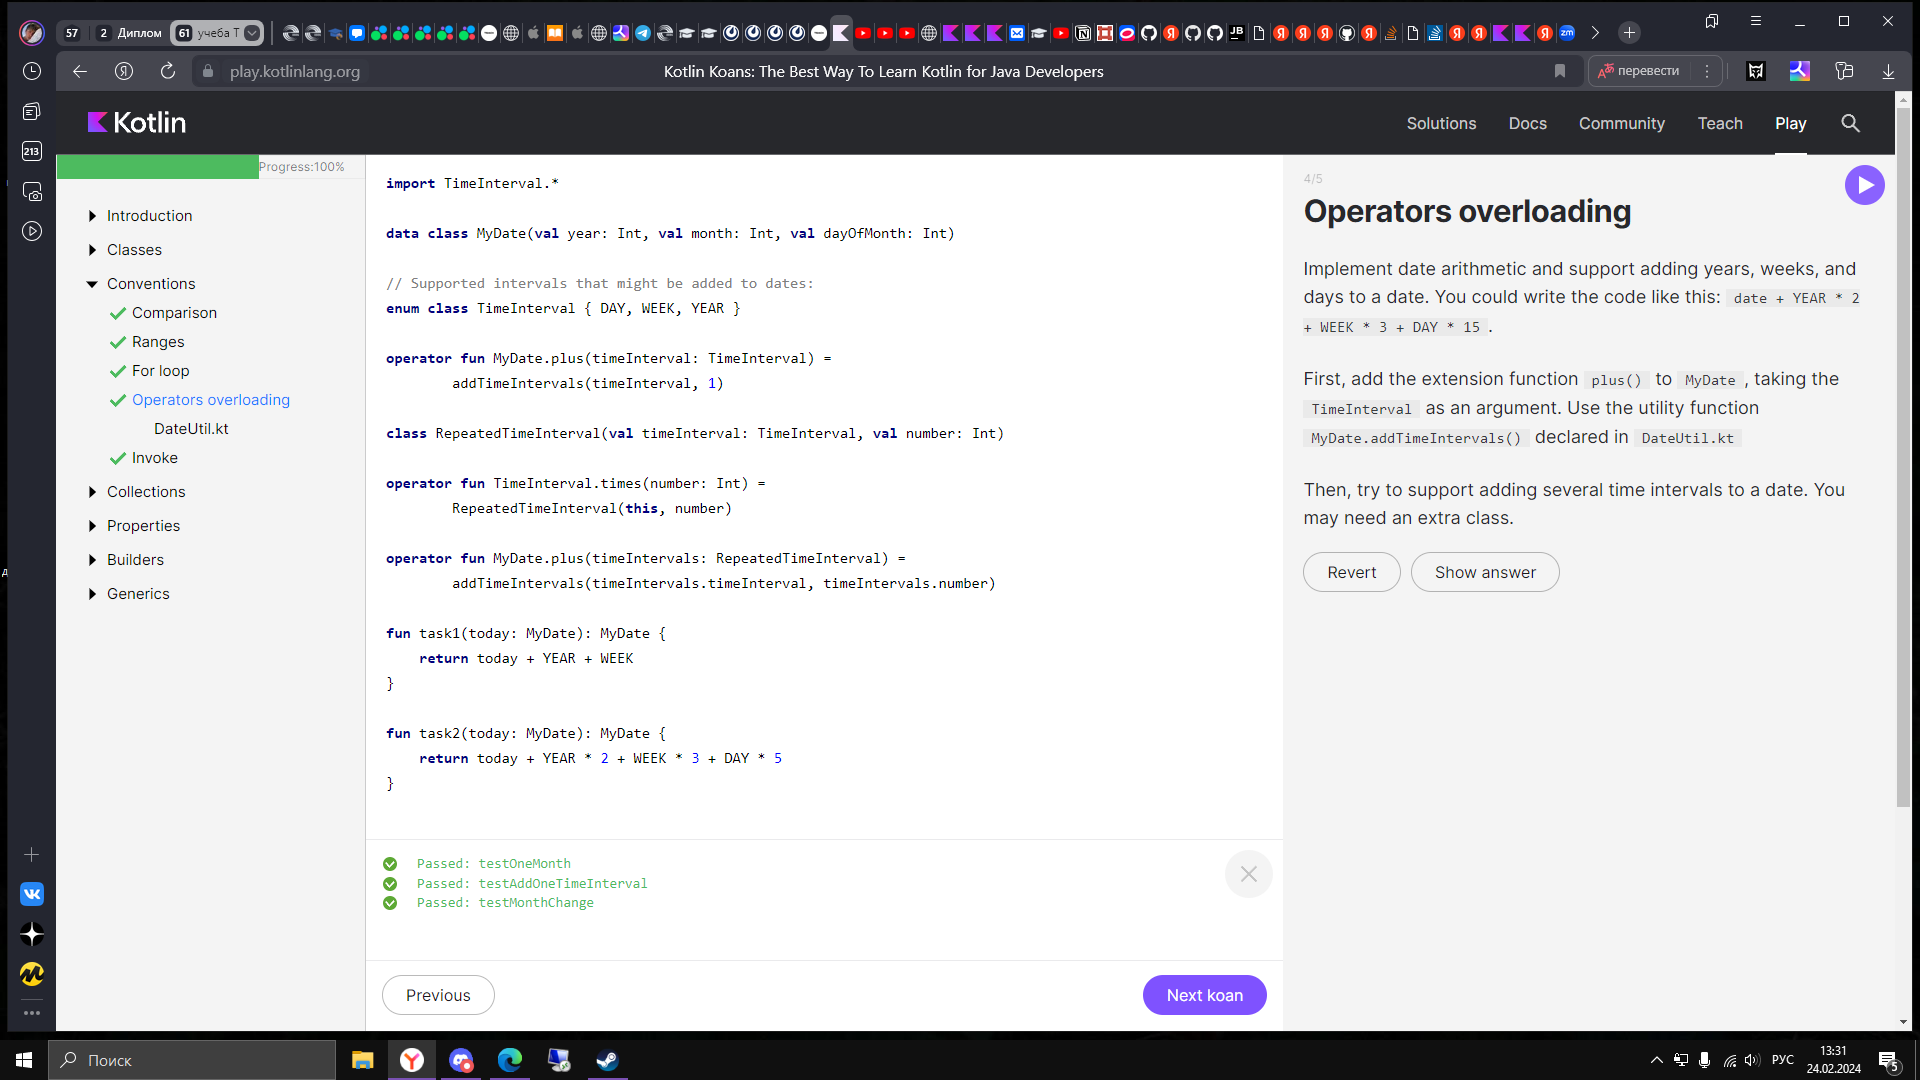 57
2 Диплом
61 учеба Т
play.kotlinlang.org
Kotlin Koans: The Best Way To Learn Kotlin for Java Developers
перевести
213
Kotlin
Solutions
Docs
Community
Teach
Play
Progress:100%
Introduction
Classes
Conventions
Comparison
Ranges
For loop
Operators overloading
DateUtil.kt
Invoke
Collections
Properties
Builders
Generics
import TimeInterval.*
data class MyDate(val year: Int, val month: Int, val dayOfMonth: Int)
// Supported intervals that might be added to dates:
enum class TimeInterval { DAY, WEEK, YEAR }
operator fun MyDate.plus(timeInterval: TimeInterval) =
addTimeIntervals(timeInterval, 1)
class RepeatedTimeInterval(val timeInterval: TimeInterval, val number: Int)
operator fun TimeInterval.times(number: Int) =
RepeatedTimeInterval(this, number)
operator fun MyDate.plus(timeIntervals: RepeatedTimeInterval) =
addTimeIntervals(timeIntervals.timeInterval, timeIntervals.number)
fun task1(today: MyDate): MyDate {
return today + YEAR + WEEK
}
fun task2(today: MyDate): MyDate {
return today + YEAR * 2 + WEEK * 3 + DAY * 5
}
Passed: testOneMonth
Passed: testAddOneTimeInterval
Passed: testMonthChange
Previous
Next koan
4/5
Operators overloading
Implement date arithmetic and support adding years, weeks, and
days to a date. You could write the code like this: date + YEAR * 2
+ WEEK * 3 + DAY * 15 .
First, add the extension function plus() to MyDate , taking the
TimeInterval as an argument. Use the utility function
MyDate.addTimeIntervals() declared in DateUtil.kt
Then, try to support adding several time intervals to a date. You
may need an extra class.
Revert
Show answer
Поиск
РУС
13:31
24.02.2024
5